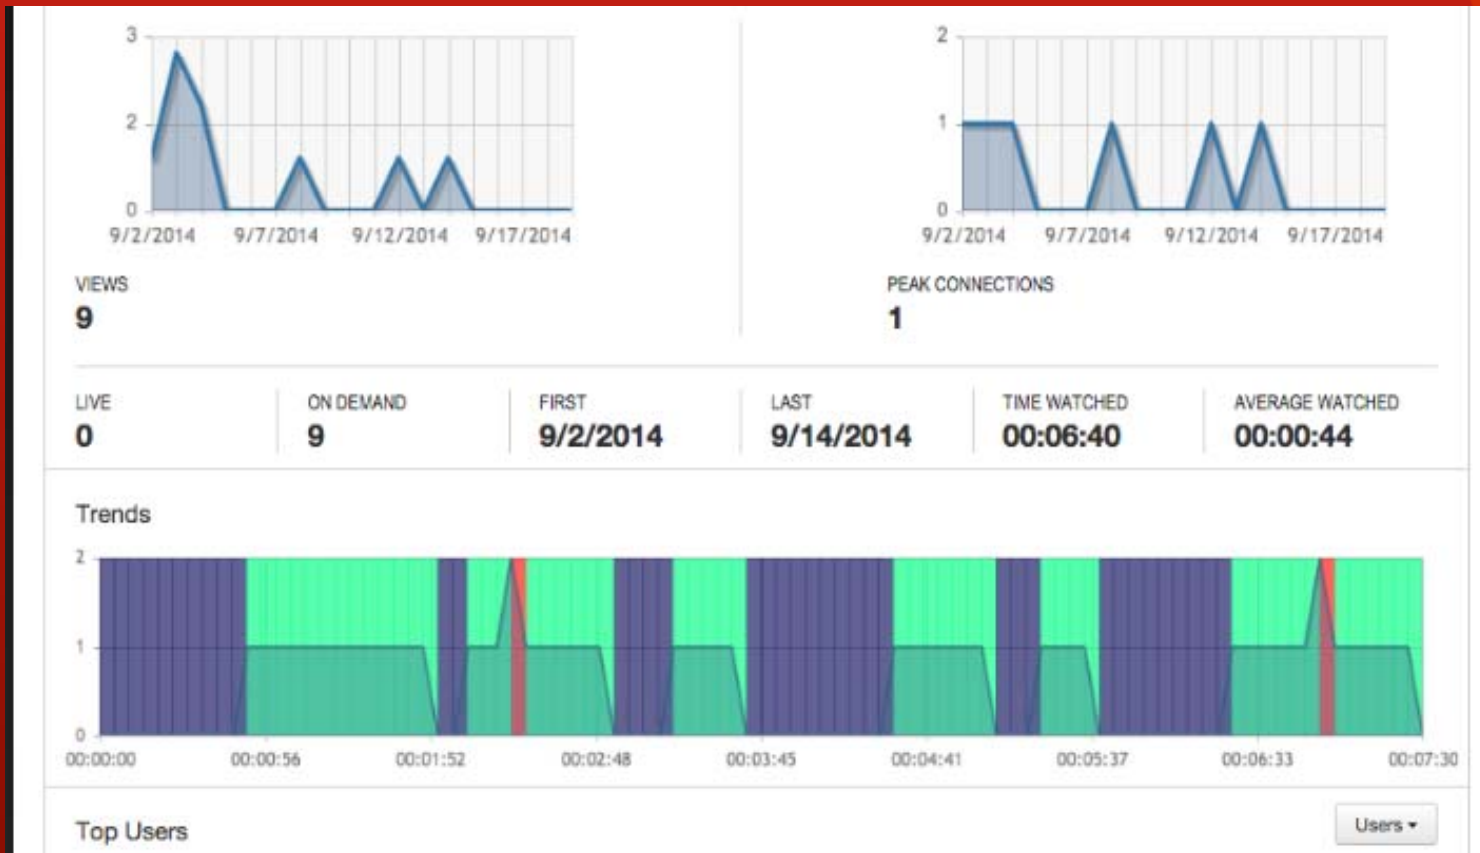 3
2
0
9/2/2014 9/7/2014 9/12/2014 9/17/2014
VIEWS
9
2
1
0
9/2/2014 9/7/2014 9/12/2014 9/17/2014
PEAK CONNECTIONS
1
LIVE
0
ON DEMAND
9
FIRST
9/2/2014
LAST
9/14/2014
TIME WATCHED
00:06:40
AVERAGE WATCHED
00:00:44
Trends
2
1
0
00:00:00 00:00:56 00:01:52 00:02:48 00:03:45 00:04:41 00:05:37 00:06:33 00:07:30
Top Users
Users